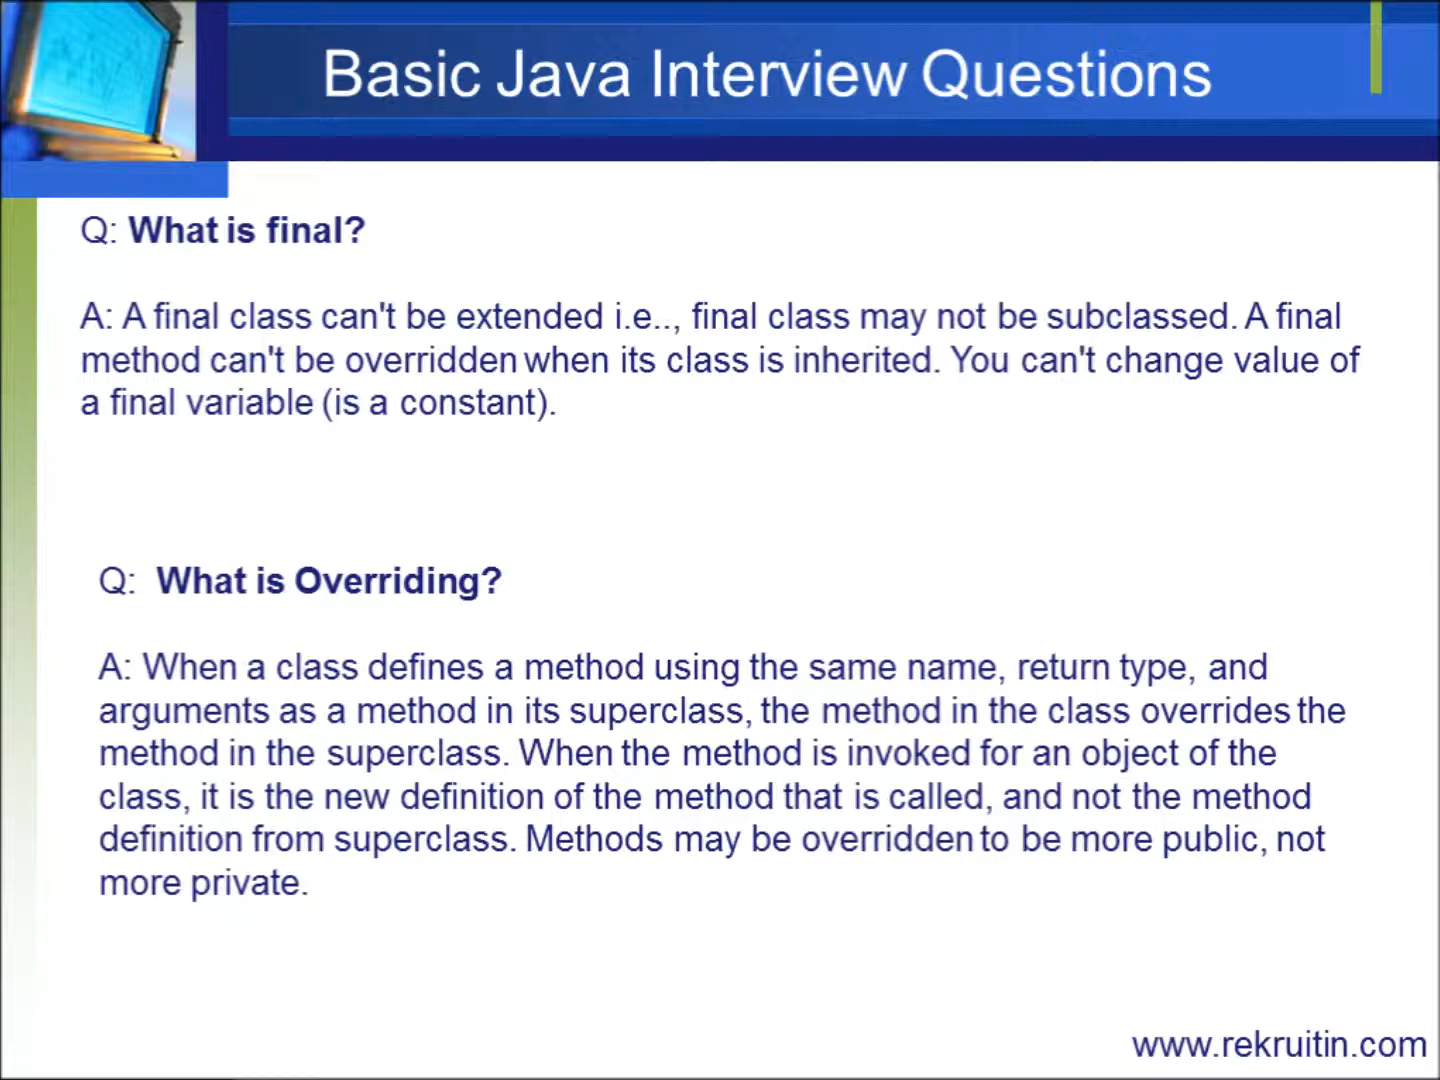 Basic Java Interview Questions
Q: What is final?
A: A final class can't be extended i.e.., final class may not be subclassed. A final
method can't be overridden when its class is inherited. You can't change value of
a final variable (is a constant).
Q: What is Overriding?
A: When a class defines a method using the same name, return type, and
arguments as a method in its superclass, the method in the class overrides the
method in the superclass. When the method is invoked for an object of the
class, it is the new definition of the method that is called, and not the method
definition from superclass. Methods may be overridden to be more public, not
more private.
www.rekruitin.com